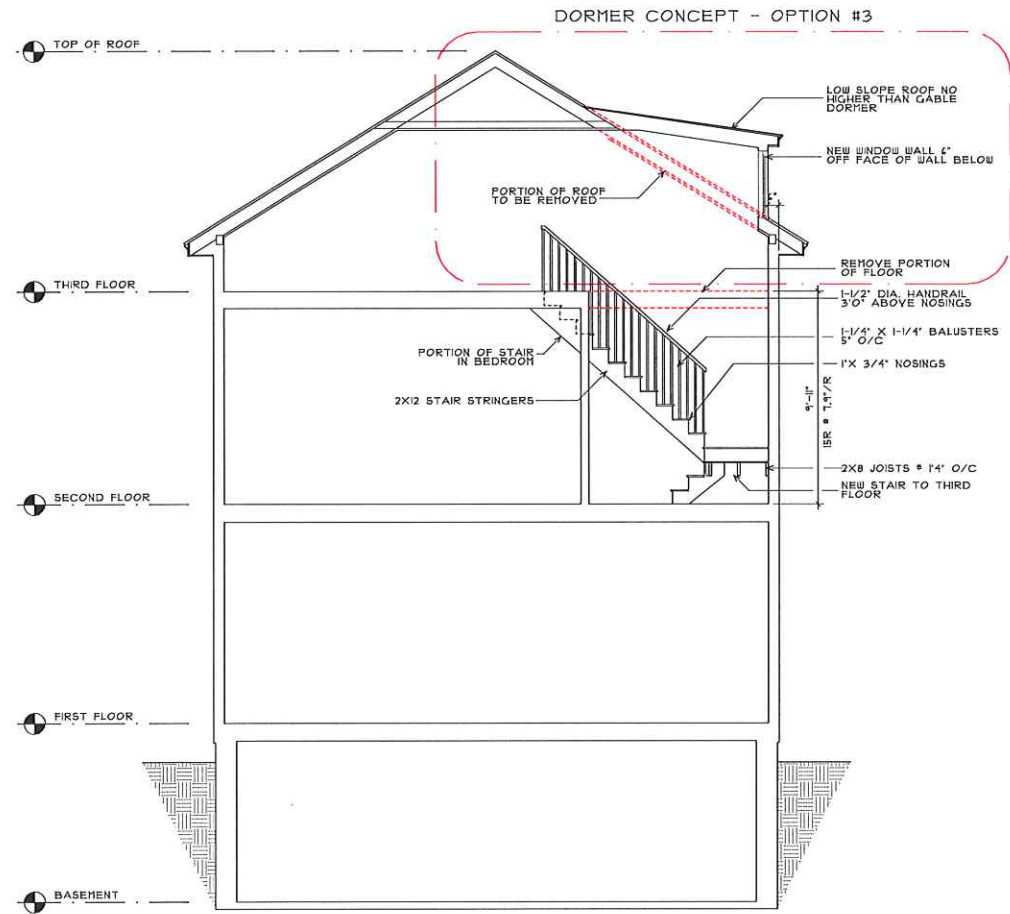 DORMER CONCEPT - OPTION #3
TOP OF ROOF
LOW SLOPE ROOF NO
HIGHER THAN GABLE
DORMER
NEW WINDOW WALL 6"
OFF FACE OF WALL BELOW
6"
PORTION OF ROOF
TO BE REMOVED
THIRD FLOOR
REMOVE PORTION
OF FLOOR
1-1/2" DIA. HANDRAIL
3'0" ABOVE NOSINGS
1-1/4" X 1-1/4" BALUSTERS
5" O/C
PORTION OF STAIR
IN BEDROOM
1"X 3/4" NOSINGS
2X12 STAIR STRINGERS
9'-11"
15R @ 7.9"/R
2X8 JOISTS @ 1'4" O/C
NEW STAIR TO THIRD
FLOOR
SECOND FLOOR
FIRST FLOOR
BASEMENT